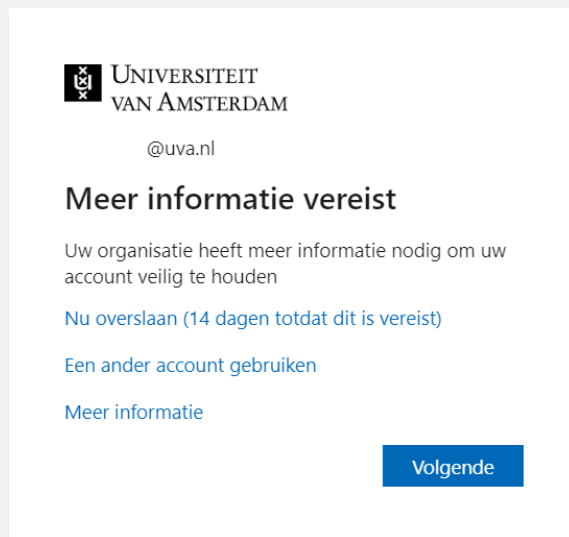 UNIVERSITEIT
VAN AMSTERDAM
@uva.nl
Meer informatie vereist
Uw organisatie heeft meer informatie nodig om uw
account veilig te houden
Nu overslaan (14 dagen totdat dit is vereist)
Een ander account gebruiken
Meer informatie
Volgende